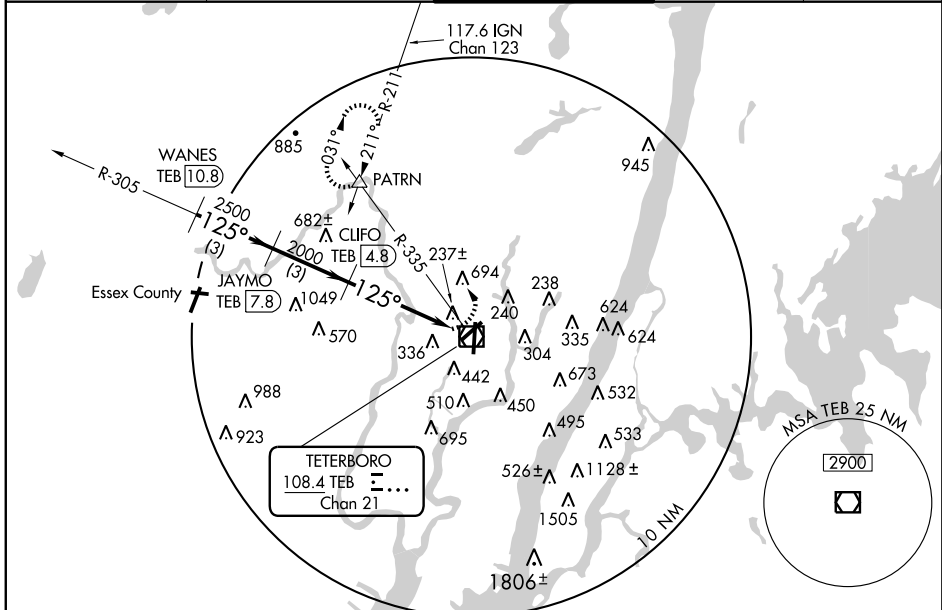 117.6 IGN
Chan 123
R-211
211°
031°
885
PATRN
945
WANES
TEB 10.8
R-305
2500
125°
(3)
682±
CLIFO
TEB 4.8
R-335
2000
(3)
237±
694
Essex County
JAYMO
TEB 7.8
1049
125°
240
238
624
624
570
336
304
335
442
673
988
510
450
532
923
695
495
533
MSA TEB 25 NM
2900
TETERBORO
108.4 TEB
Chan 21
526±
1128±
1505
10 NM
1806±